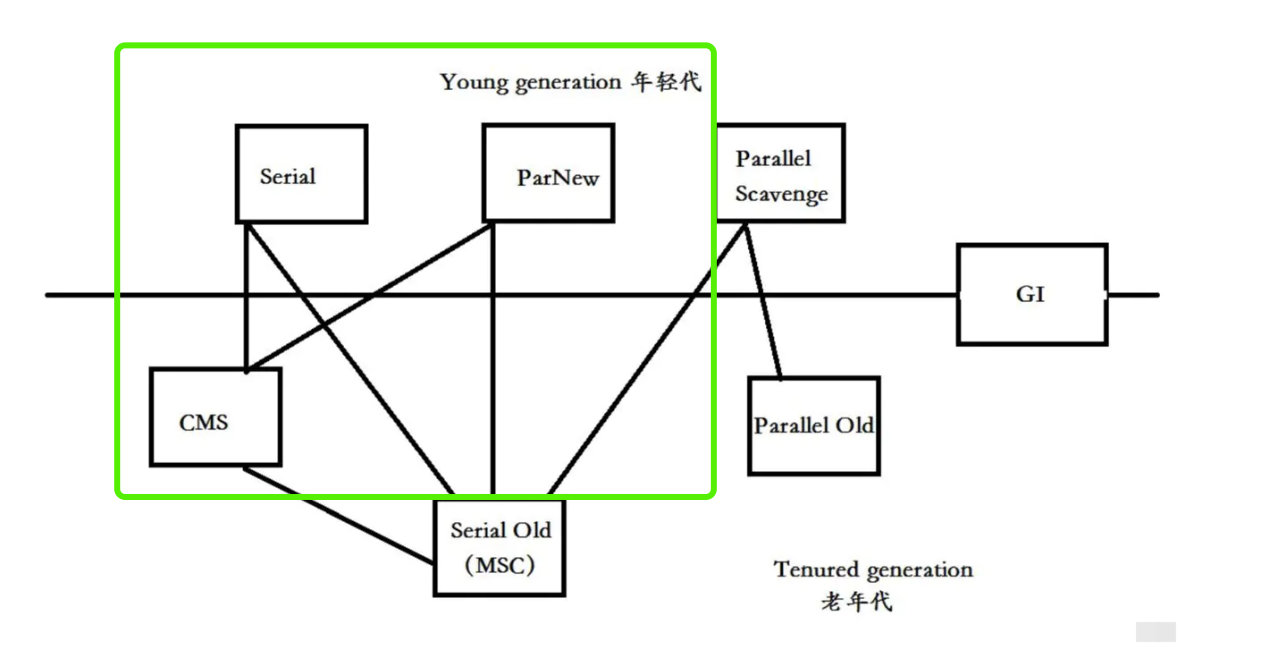 Young generation 年轻代
Serial
ParNew
Parallel
Scavenge
GI
CMS
Parallel Old
Serial Old
（MSC）
Tenured generation
老年代